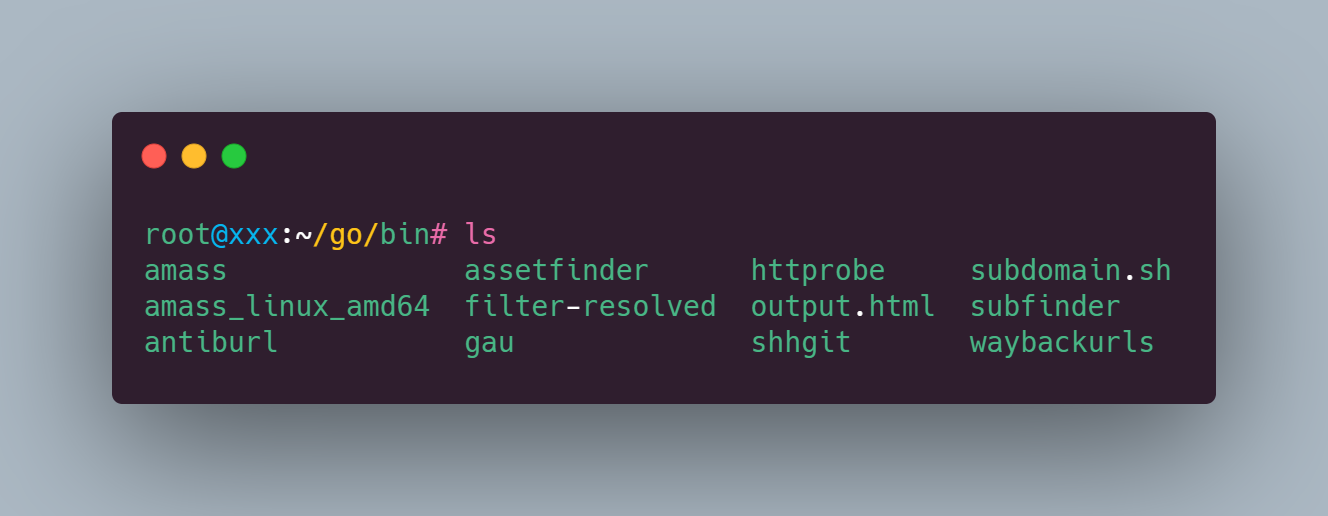 root@xxx:~/go/bin# ls
amass              assetfinder      httprobe     subdomain.sh
amass_linux_amd64  filter-resolved  output.html  subfinder
antiburl           gau              shhgit       waybackurls